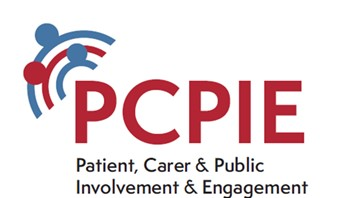 PCPIE
Patient, Carer & Public
Involvement & Engagement